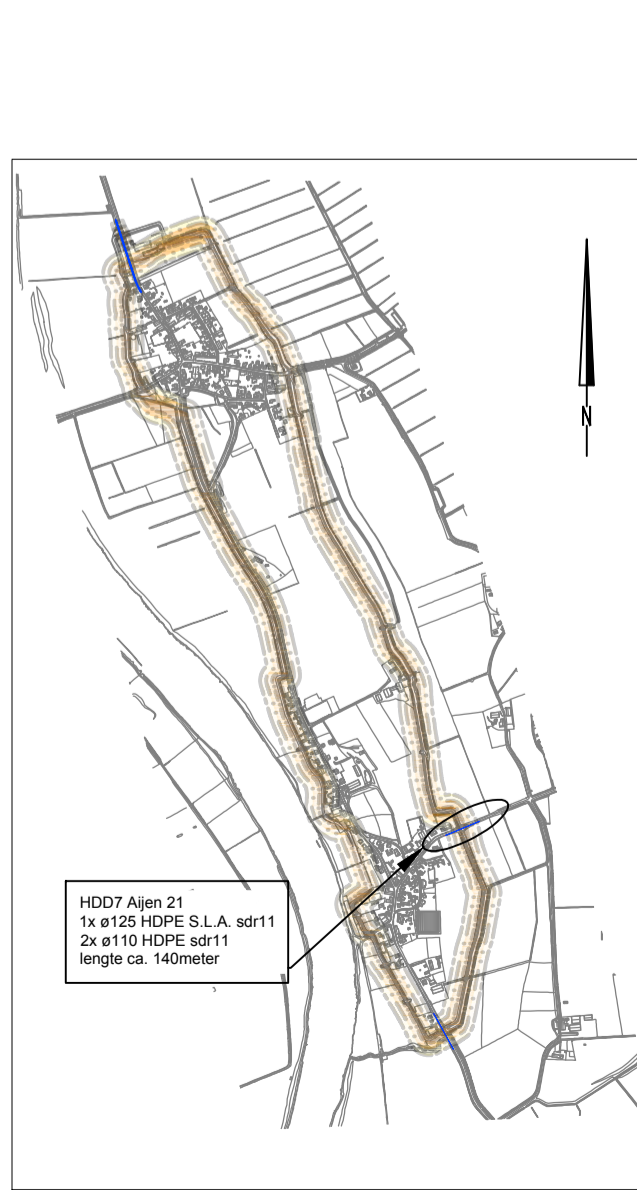 N
HDD7 Aijen 21
1x ø125 HDPE S.L.A. sdr11
2x ø110 HDPE sdr11
lengte ca. 140meter